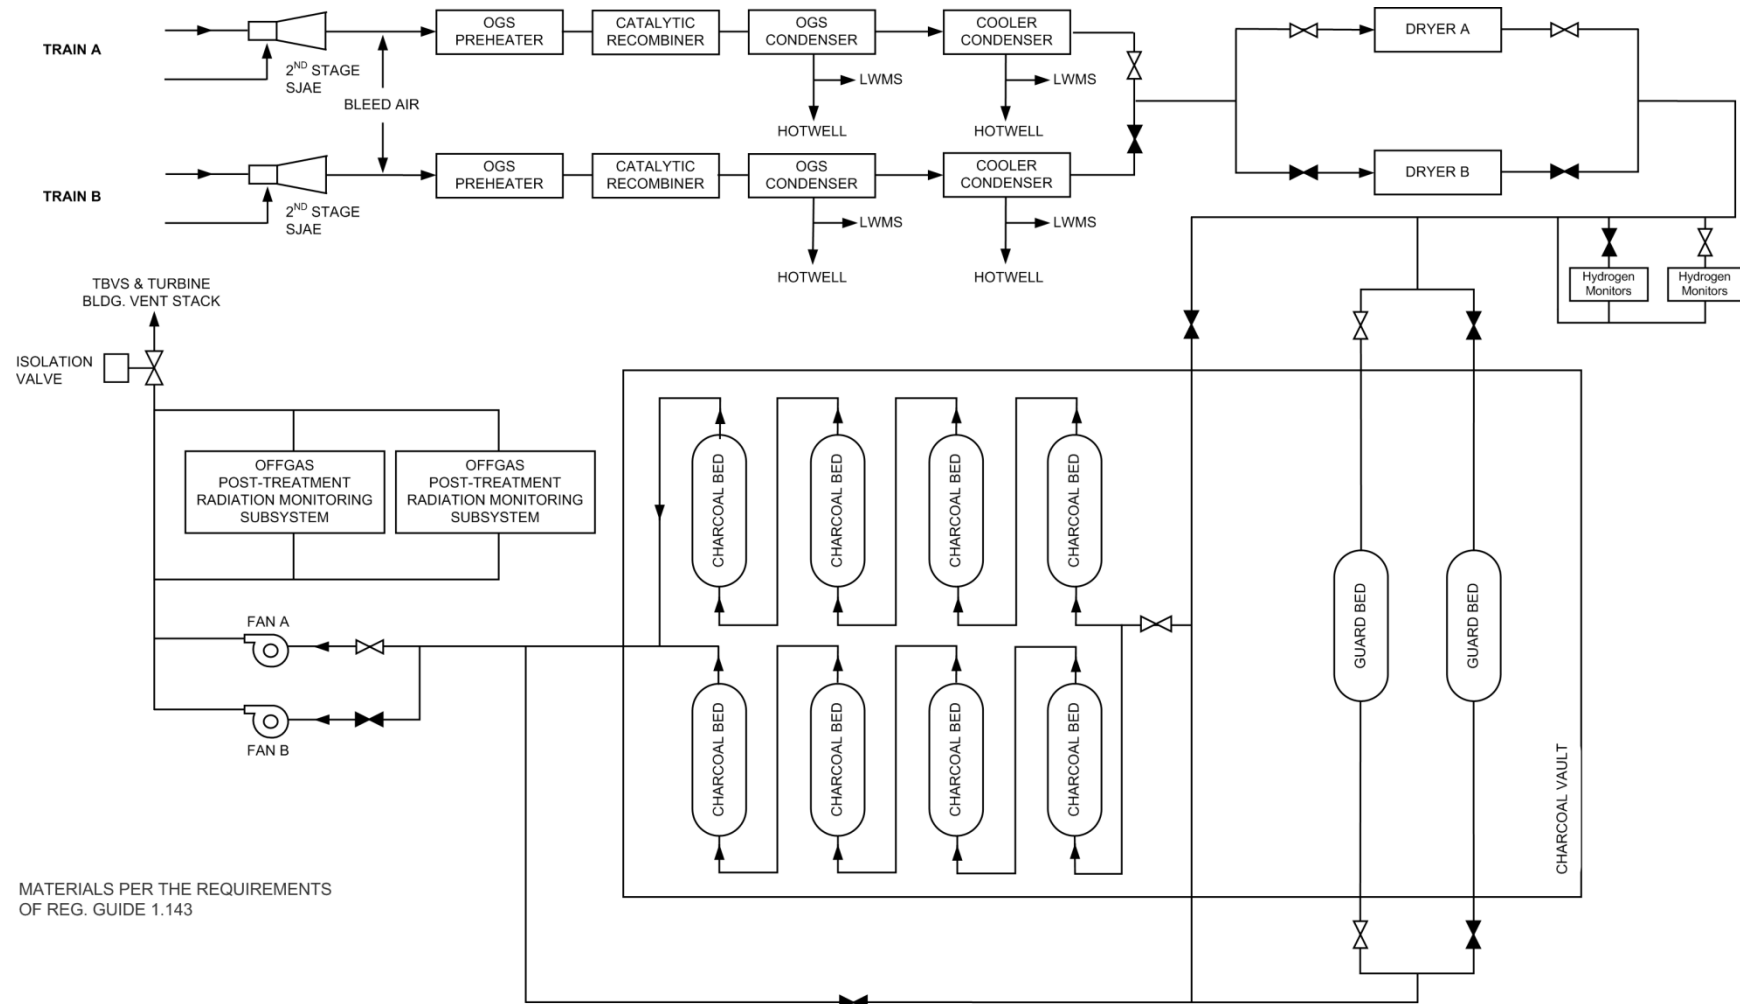 TRAIN A
2ND STAGE
SJAE
BLEED AIR
OGS
PREHEATER
CATALYTIC
RECOMBINER
OGS
CONDENSER
COOLER
CONDENSER
LWMS
HOTWELL
LWMS
HOTWELL
DRYER A
TRAIN B
2ND STAGE
SJAE
OGS
PREHEATER
CATALYTIC
RECOMBINER
OGS
CONDENSER
COOLER
CONDENSER
LWMS
HOTWELL
LWMS
HOTWELL
DRYER B
Hydrogen
Monitors
Hydrogen
Monitors
TBVS & TURBINE
BLDG. VENT STACK
ISOLATION
VALVE
OFFGAS
POST-TREATMENT
RADIATION MONITORING
SUBSYSTEM
OFFGAS
POST-TREATMENT
RADIATION MONITORING
SUBSYSTEM
CHARCOAL BED
CHARCOAL BED
CHARCOAL BED
CHARCOAL BED
GUARD BED
GUARD BED
FAN A
FAN B
CHARCOAL BED
CHARCOAL BED
CHARCOAL BED
CHARCOAL BED
CHARCOAL VAULT
MATERIALS PER THE REQUIREMENTS
OF REG. GUIDE 1.143